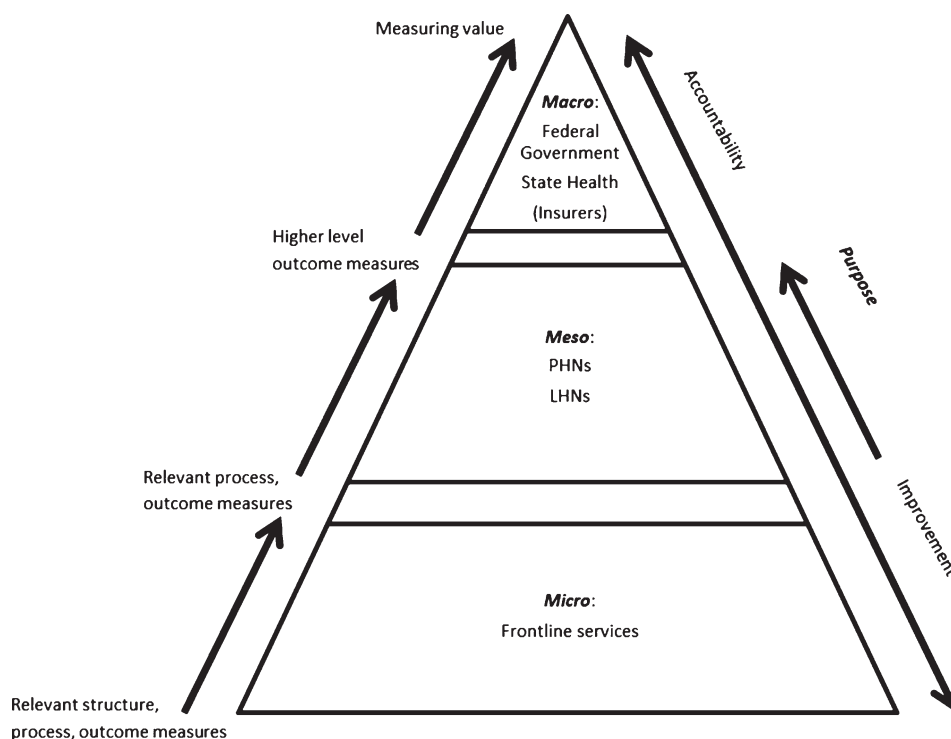 Measuring value
Macro:
Federal
Government
State Health
(Insurers)
Accountability
Higher level
outcome measures
Purpose
Meso:
PHNs
LHNs
Relevant process,
outcome measures
Improvement
Micro:
Frontline services
Relevant structure,
process, outcome measures